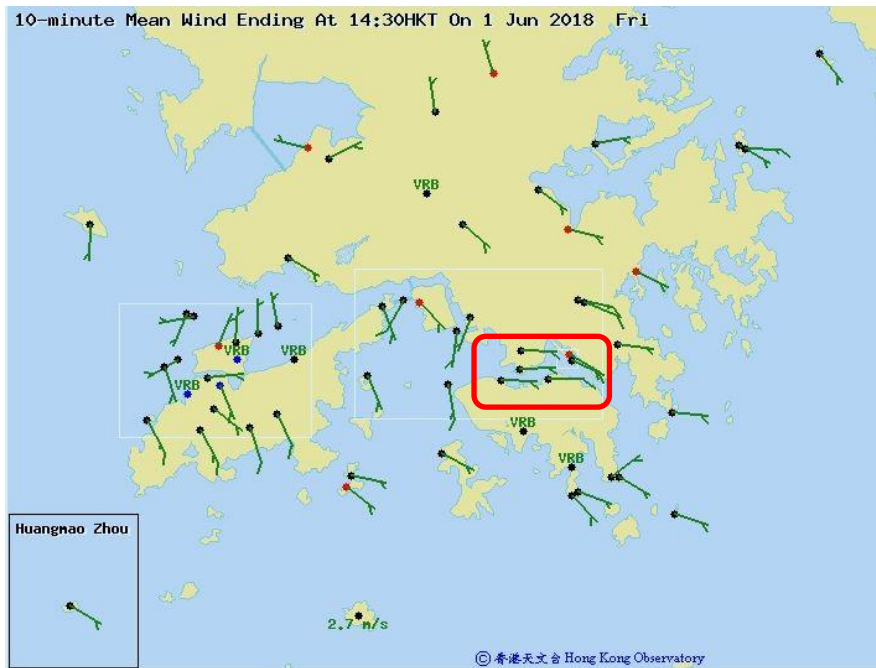 10-minute Mean Wind Ending At 14:30HKT On 1 Jun 2018 Fri
VRB
VRB
VRB
VRB
VRB
VRB
Huangmao Zhou
2.7 m/s
© 香港天文台 Hong Kong Observatory